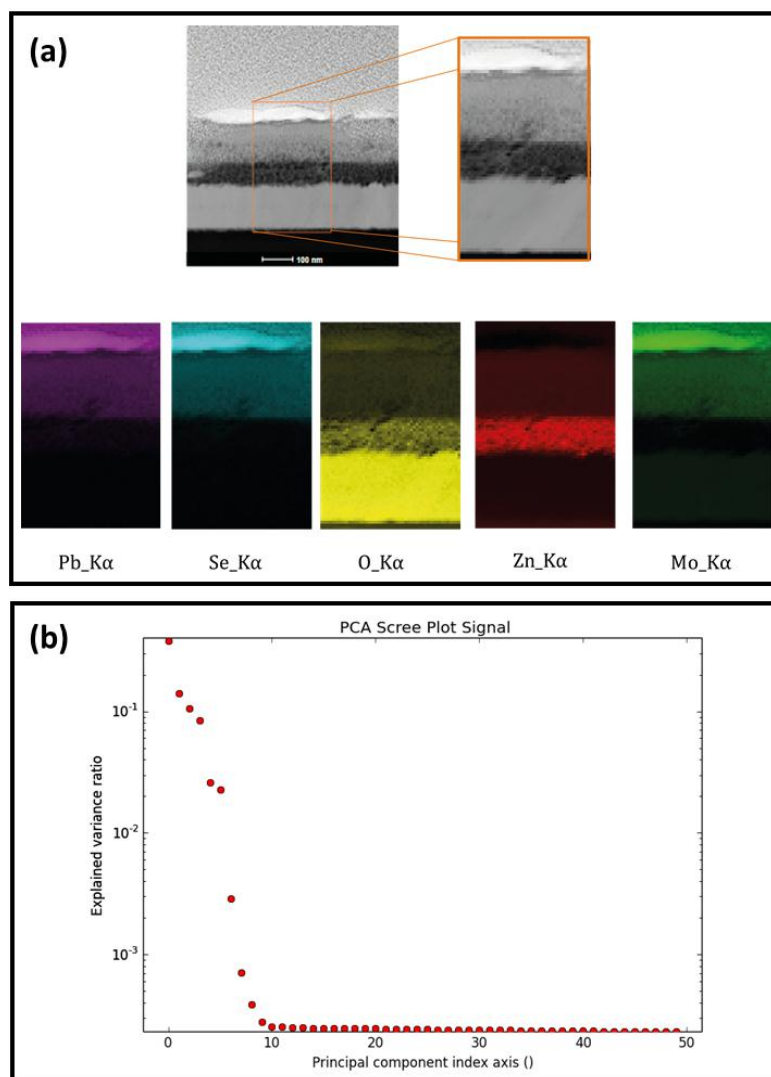 (a)
100 nm
Pb_Kα
Se_Kα
O_Kα
Zn_Kα
Mo_Kα
(b)
PCA Scree Plot Signal
10⁻¹
10⁻²
10⁻³
Explained variance ratio
0 10 20 30 40 50
Principal component index axis ()